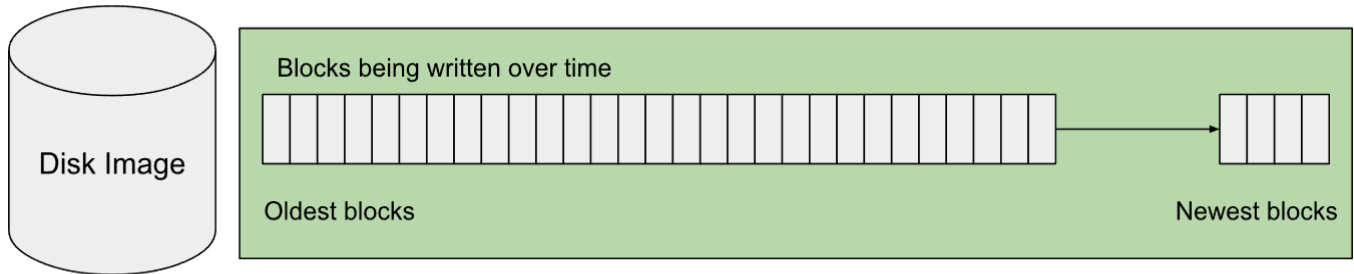 Blocks being written over time
Disk Image
Oldest blocks
Newest blocks